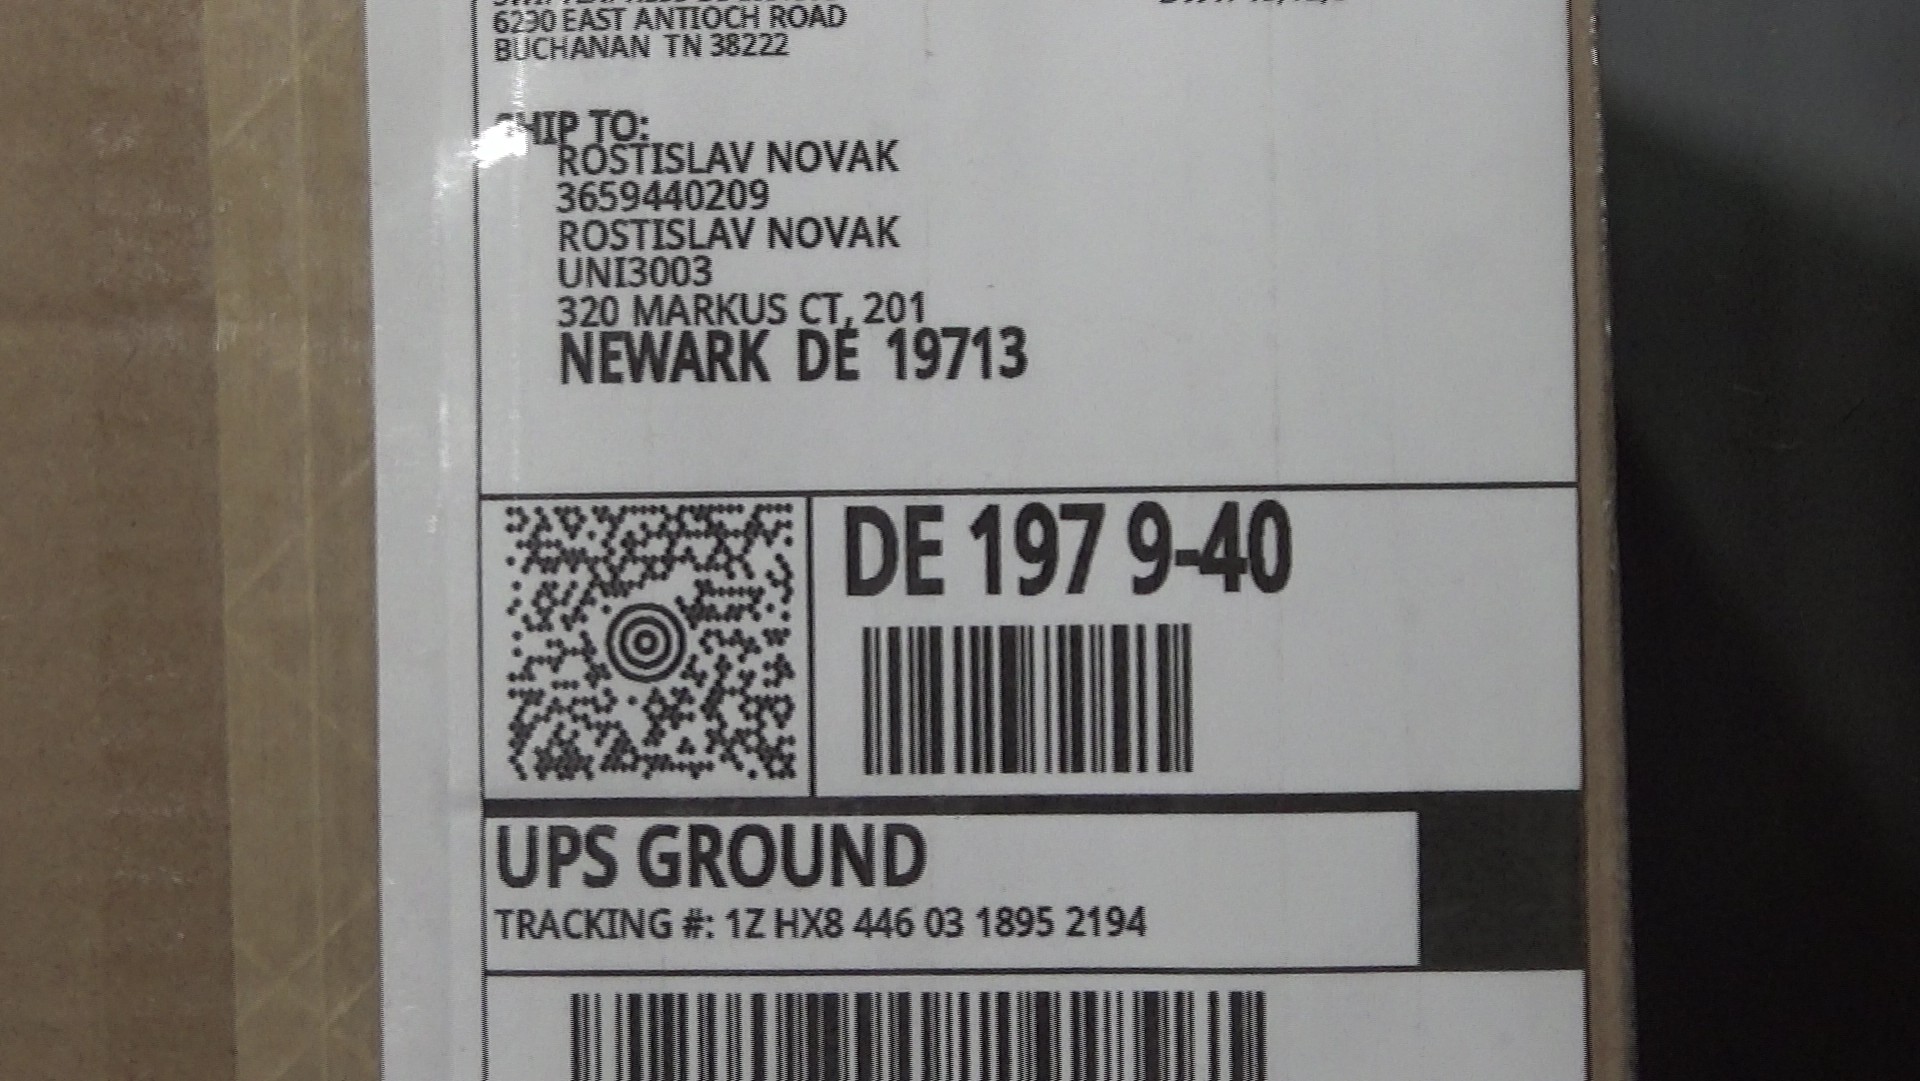 6230 EAST ANTIOCH ROAD
BUCHANAN TN 38222
SHIP TO:
ROSTISLAV NOVAK
3659440209
ROSTISLAV NOVAK
UNI3003
320 MARKUS CT, 201
NEWARK DE 19713
DE 197 9-40
UPS GROUND
TRACKING #: 1Z HX8 446 03 1895 2194